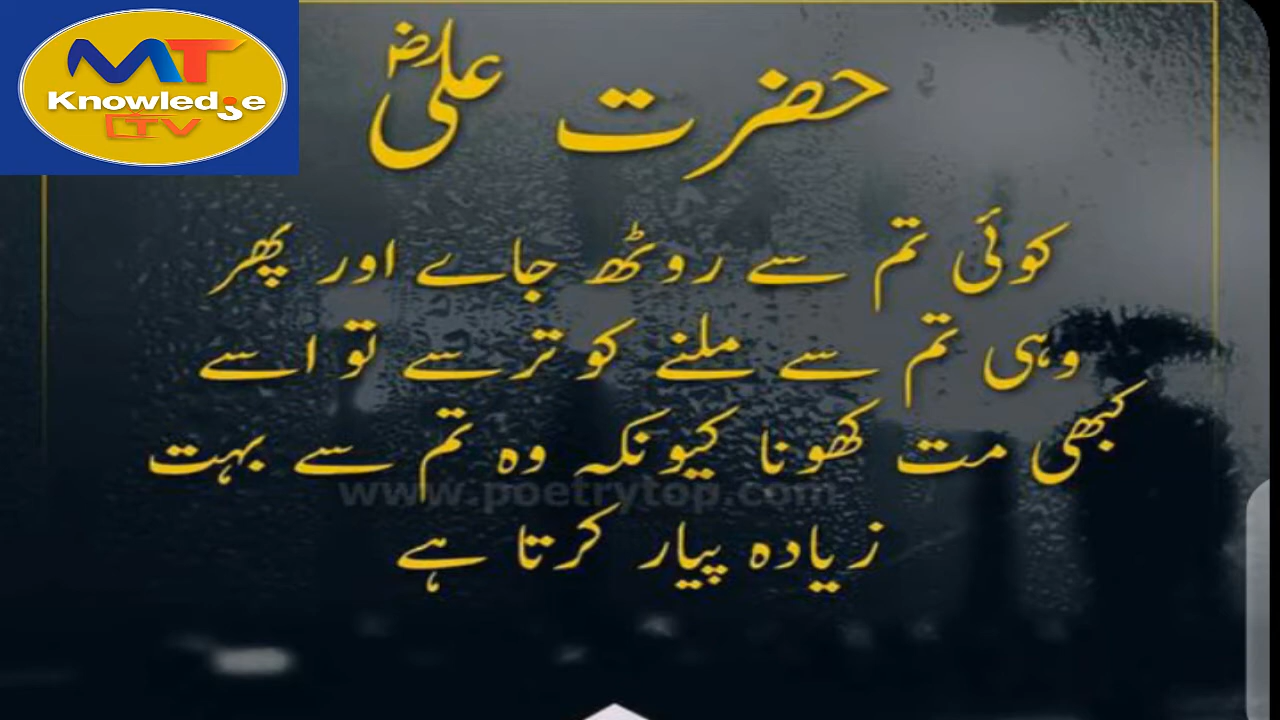 MT
Knowledge
TV
حضرت علیؓ
کوئی تم سے روٹھ جاے اور پھر
وہی تم سے ملنے کو ترسے تو اسے
کبھی مت کھونا کیونکہ وہ تم سے بہت
www.poetrytop.com
زیادہ پیار کرتا ہے